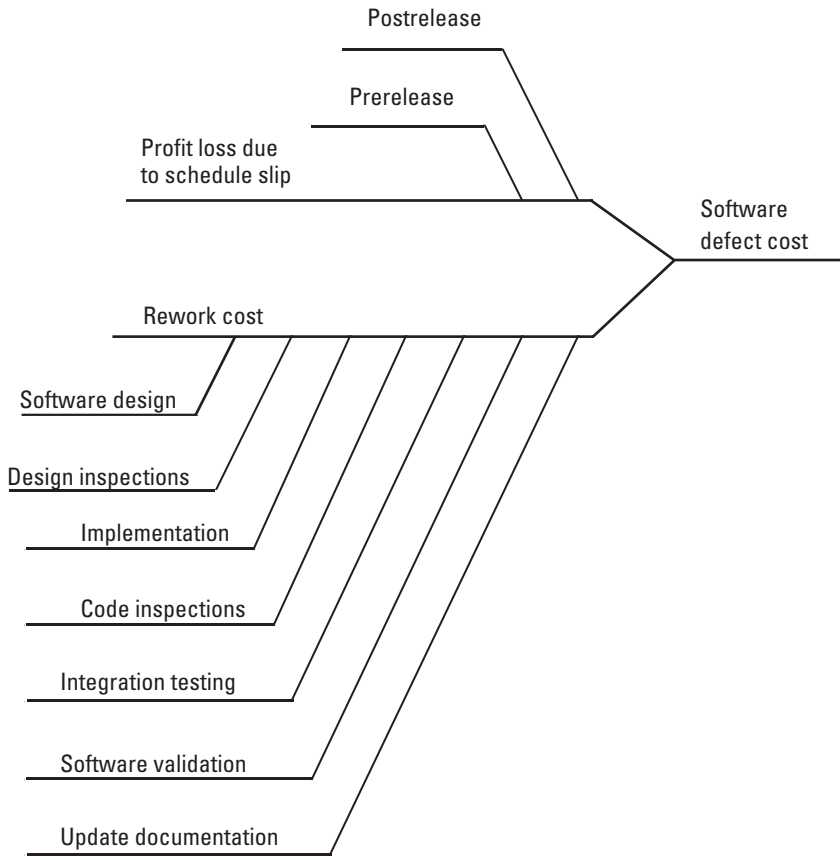 Postrelease
Prerelease
Profit loss due
to schedule slip
Software
defect cost
Rework cost
Software design
Design inspections
Implementation
Code inspections
Integration testing
Software validation
Update documentation